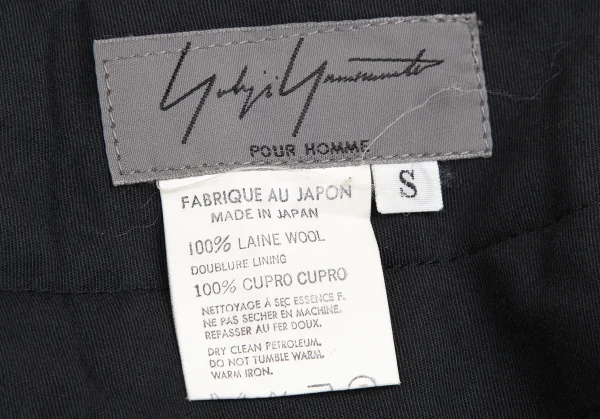 Yohji Yamamoto
POUR HOMME
S
FABRIQUE AU JAPON
MADE IN JAPAN
100% LAINE WOOL
DOUBLURE LINING
100% CUPRO CUPRO
NETTOYAGE À SEC ESSENCE F.
NE PAS SECHER EN MACHINE.
REPASSER AU FER DOUX.
DRY CLEAN PETROLEUM.
DO NOT TUMBLE WARM.
WARM IRON.